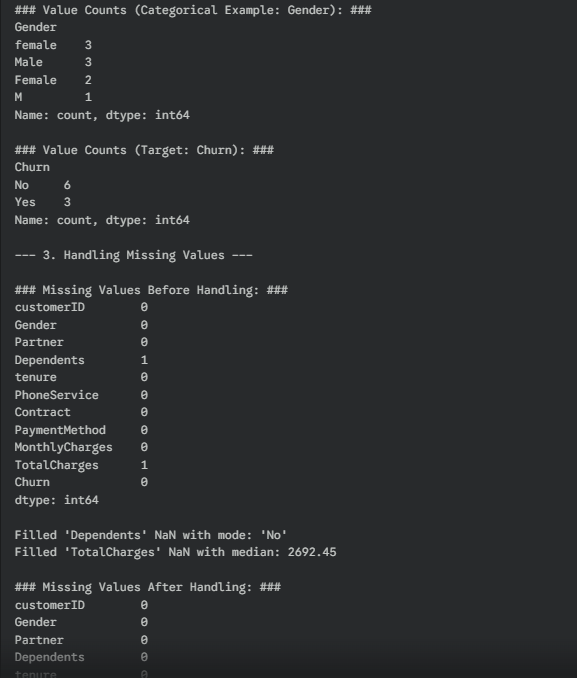 ### Value Counts (Categorical Example: Gender): ###
Gender
female    3
Male      3
Female    2
M         1
Name: count, dtype: int64

### Value Counts (Target: Churn): ###
Churn
No     6
Yes    3
Name: count, dtype: int64

--- 3. Handling Missing Values ---

### Missing Values Before Handling: ###
customerID        0
Gender            0
Partner           0
Dependents        1
tenure            0
PhoneService      0
Contract          0
PaymentMethod     0
MonthlyCharges    0
TotalCharges      1
Churn             0
dtype: int64

Filled 'Dependents' NaN with mode: 'No'
Filled 'TotalCharges' NaN with median: 2692.45

### Missing Values After Handling: ###
customerID        0
Gender            0
Partner           0
Dependents        0
tenure            0